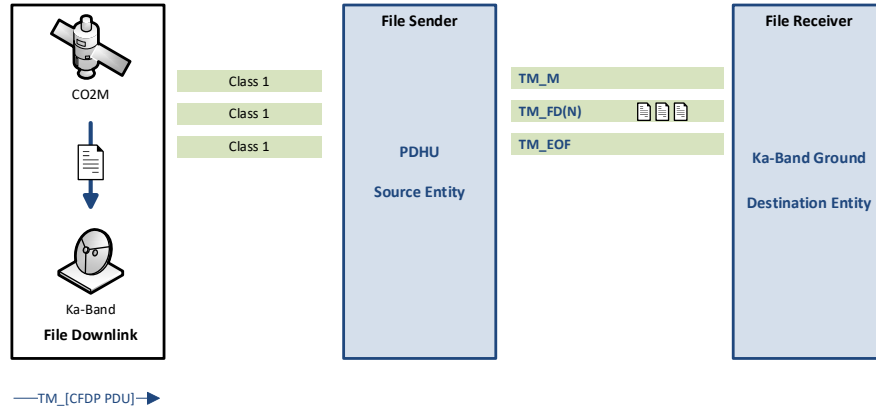 CO2M
Ka-Band
File Downlink
Class 1
Class 1
Class 1
File Sender
PDHU
Source Entity
TM_M
TM_FD(N)
TM_EOF
File Receiver
Ka-Band Ground
Destination Entity
TM_[CFDP PDU]